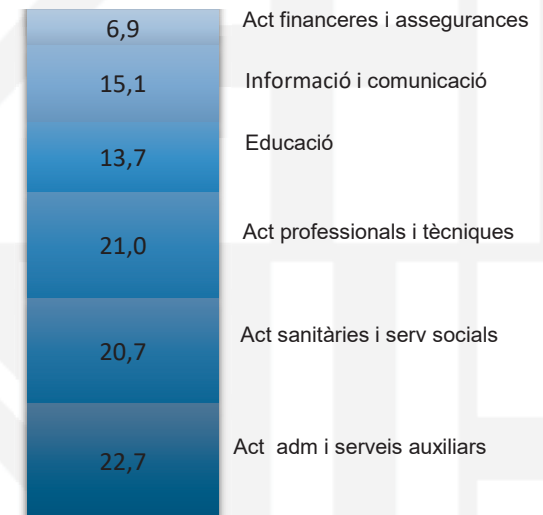 6,9 Act financeres i assegurances
15,1 Informació i comunicació
13,7 Educació
21,0 Act professionals i tècniques
20,7 Act sanitàries i serv socials
22,7 Act adm i serveis auxiliars